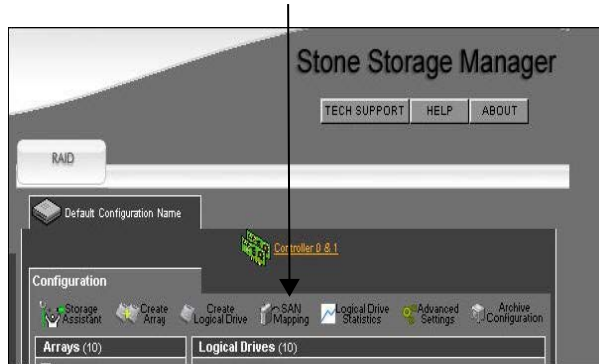 Stone Storage Manager
TECH SUPPORT HELP ABOUT
RAID
Default Configuration Name
Controller 0 & 1
Configuration
Storage Assistant
Create Array
Create Logical Drive
SAN Mapping
Logical Drive Statistics
Advanced Settings
Archive Configuration
Arrays (10)
Logical Drives (10)